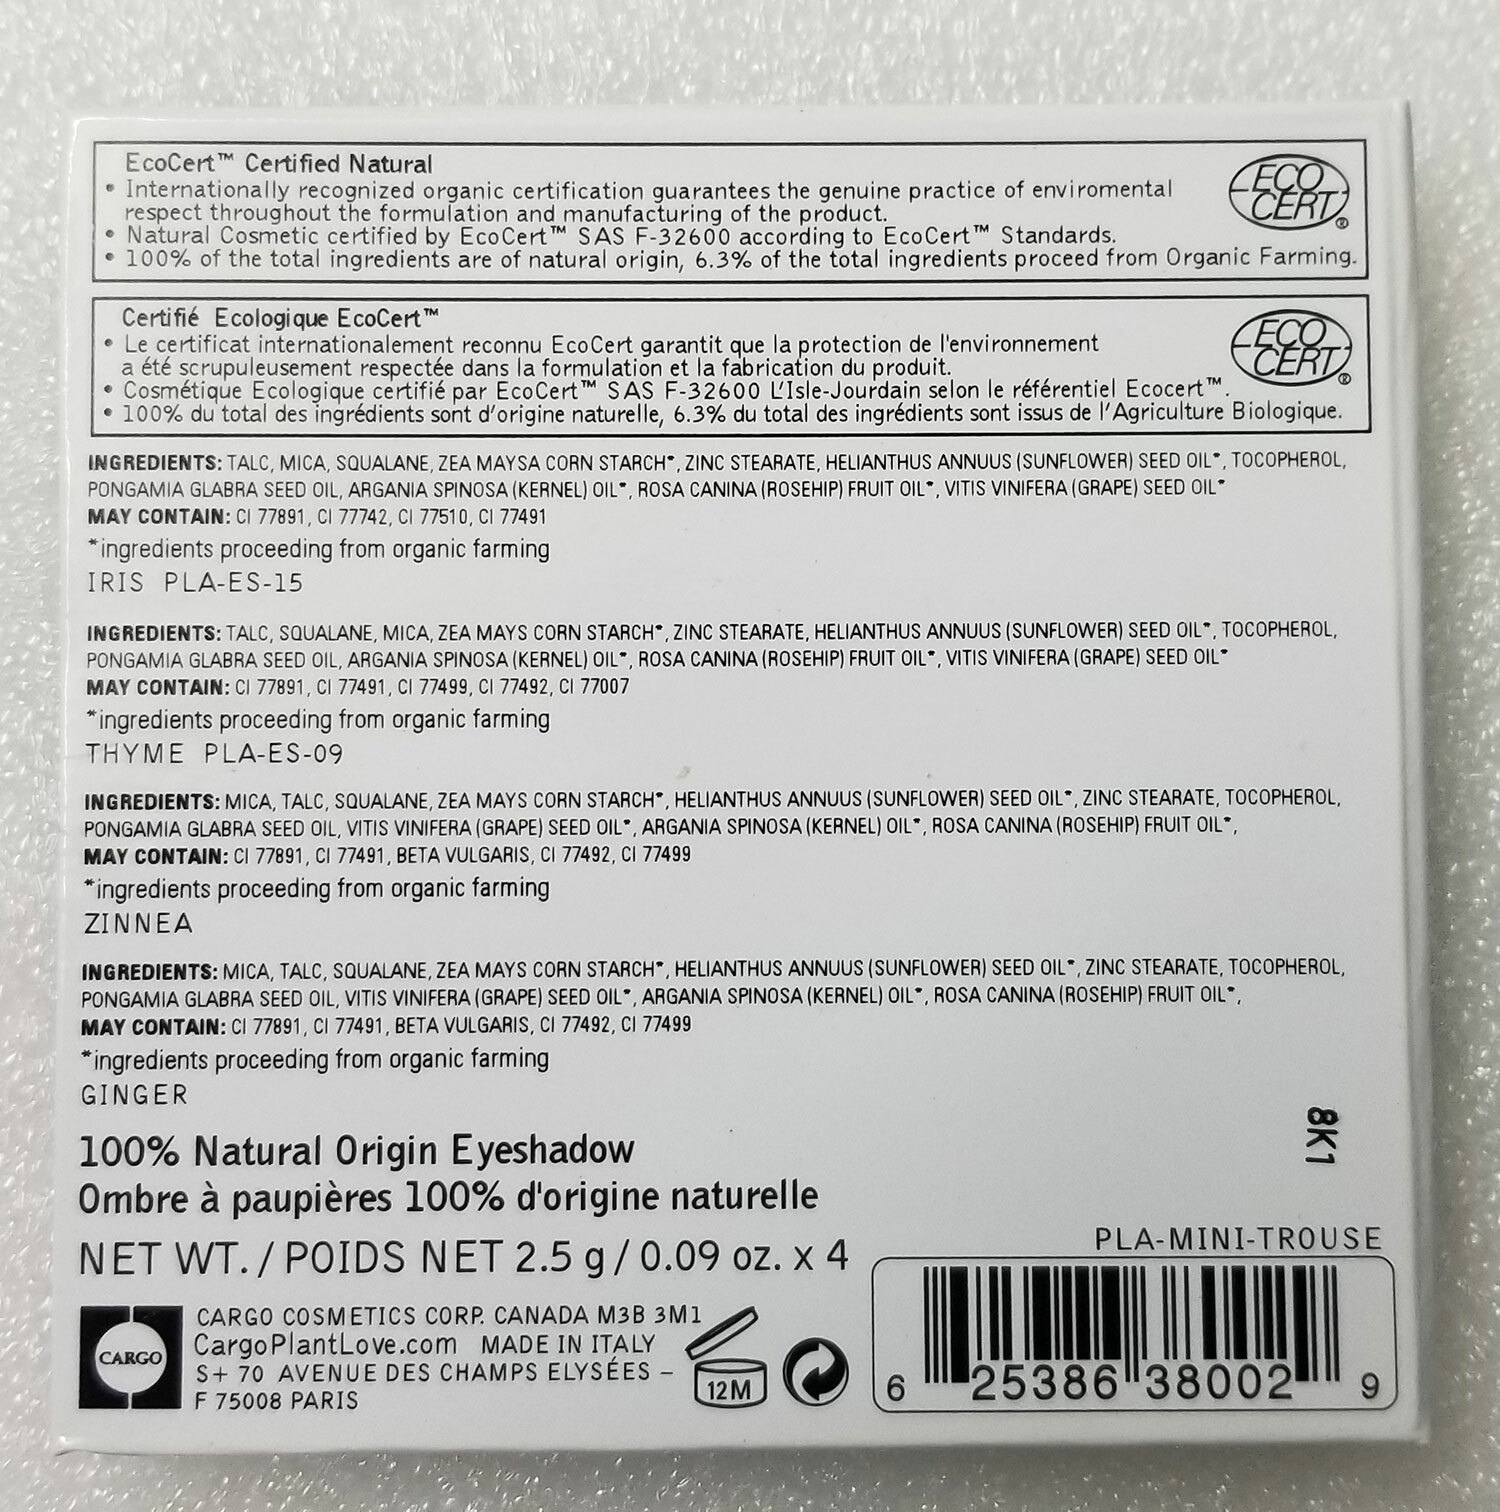 EcoCert™ Certified Natural
• Internationally recognized organic certification guarantees the genuine practice of enviromental
respect throughout the formulation and manufacturing of the product.
• Natural Cosmetic certified by EcoCert™ SAS F-32600 according to EcoCert™ Standards.
• 100% of the total ingredients are of natural origin, 6.3% of the total ingredients proceed from Organic Farming.
ECO
CERT®
Certifié Ecologique EcoCert™
• Le certificat internationalement reconnu EcoCert garantit que la protection de l'environnement
a été scrupuleusement respectée dans la formulation et la fabrication du produit.
• Cosmétique Ecologique certifié par EcoCert™ SAS F-32600 L'Isle-Jourdain selon le référentiel Ecocert™.
• 100% du total des ingrédients sont d'origine naturelle, 6.3% du total des ingrédients sont issus de l'Agriculture Biologique.
ECO
CERT®
INGREDIENTS: TALC, MICA, SQUALANE, ZEA MAYSA CORN STARCH*, ZINC STEARATE, HELIANTHUS ANNUUS (SUNFLOWER) SEED OIL*, TOCOPHEROL,
PONGAMIA GLABRA SEED OIL, ARGANIA SPINOSA (KERNEL) OIL*, ROSA CANINA (ROSEHIP) FRUIT OIL*, VITIS VINIFERA (GRAPE) SEED OIL*
MAY CONTAIN: CI 77891, CI 77742, CI 77510, CI 77491
*ingredients proceeding from organic farming
IRIS PLA-ES-15
INGREDIENTS: TALC, SQUALANE, MICA, ZEA MAYS CORN STARCH*, ZINC STEARATE, HELIANTHUS ANNUUS (SUNFLOWER) SEED OIL*, TOCOPHEROL,
PONGAMIA GLABRA SEED OIL, ARGANIA SPINOSA (KERNEL) OIL*, ROSA CANINA (ROSEHIP) FRUIT OIL*, VITIS VINIFERA (GRAPE) SEED OIL*
MAY CONTAIN: CI 77891, CI 77491, CI 77499, CI 77492, CI 77007
*ingredients proceeding from organic farming
THYME PLA-ES-09
INGREDIENTS: MICA, TALC, SQUALANE, ZEA MAYS CORN STARCH*, HELIANTHUS ANNUUS (SUNFLOWER) SEED OIL*, ZINC STEARATE, TOCOPHEROL,
PONGAMIA GLABRA SEED OIL, VITIS VINIFERA (GRAPE) SEED OIL*, ARGANIA SPINOSA (KERNEL) OIL*, ROSA CANINA (ROSEHIP) FRUIT OIL*,
MAY CONTAIN: CI 77891, CI 77491, BETA VULGARIS, CI 77492, CI 77499
*ingredients proceeding from organic farming
ZINNEA
INGREDIENTS: MICA, TALC, SQUALANE, ZEA MAYS CORN STARCH*, HELIANTHUS ANNUUS (SUNFLOWER) SEED OIL*, ZINC STEARATE, TOCOPHEROL,
PONGAMIA GLABRA SEED OIL, VITIS VINIFERA (GRAPE) SEED OIL*, ARGANIA SPINOSA (KERNEL) OIL*, ROSA CANINA (ROSEHIP) FRUIT OIL*,
MAY CONTAIN: CI 77891, CI 77491, BETA VULGARIS, CI 77492, CI 77499
*ingredients proceeding from organic farming
GINGER
8K1
100% Natural Origin Eyeshadow
Ombre à paupières 100% d'origine naturelle
NET WT. / POIDS NET 2.5 g / 0.09 oz. x 4
CARGO
CARGO COSMETICS CORP. CANADA M3B 3M1
CargoPlantLove.com MADE IN ITALY
S+ 70 AVENUE DES CHAMPS ELYSÉES –
F 75008 PARIS
12M
PLA-MINI-TROUSE
6 25386 38002 9